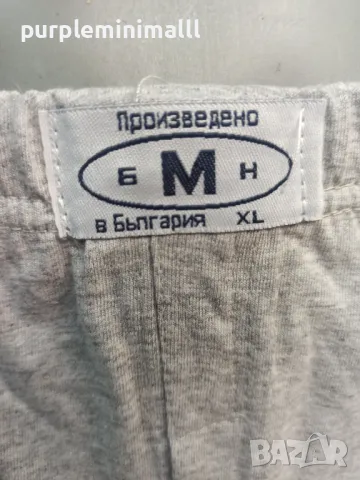 purpleminimalll
Произведено
Б М Н
в България XL
bazar